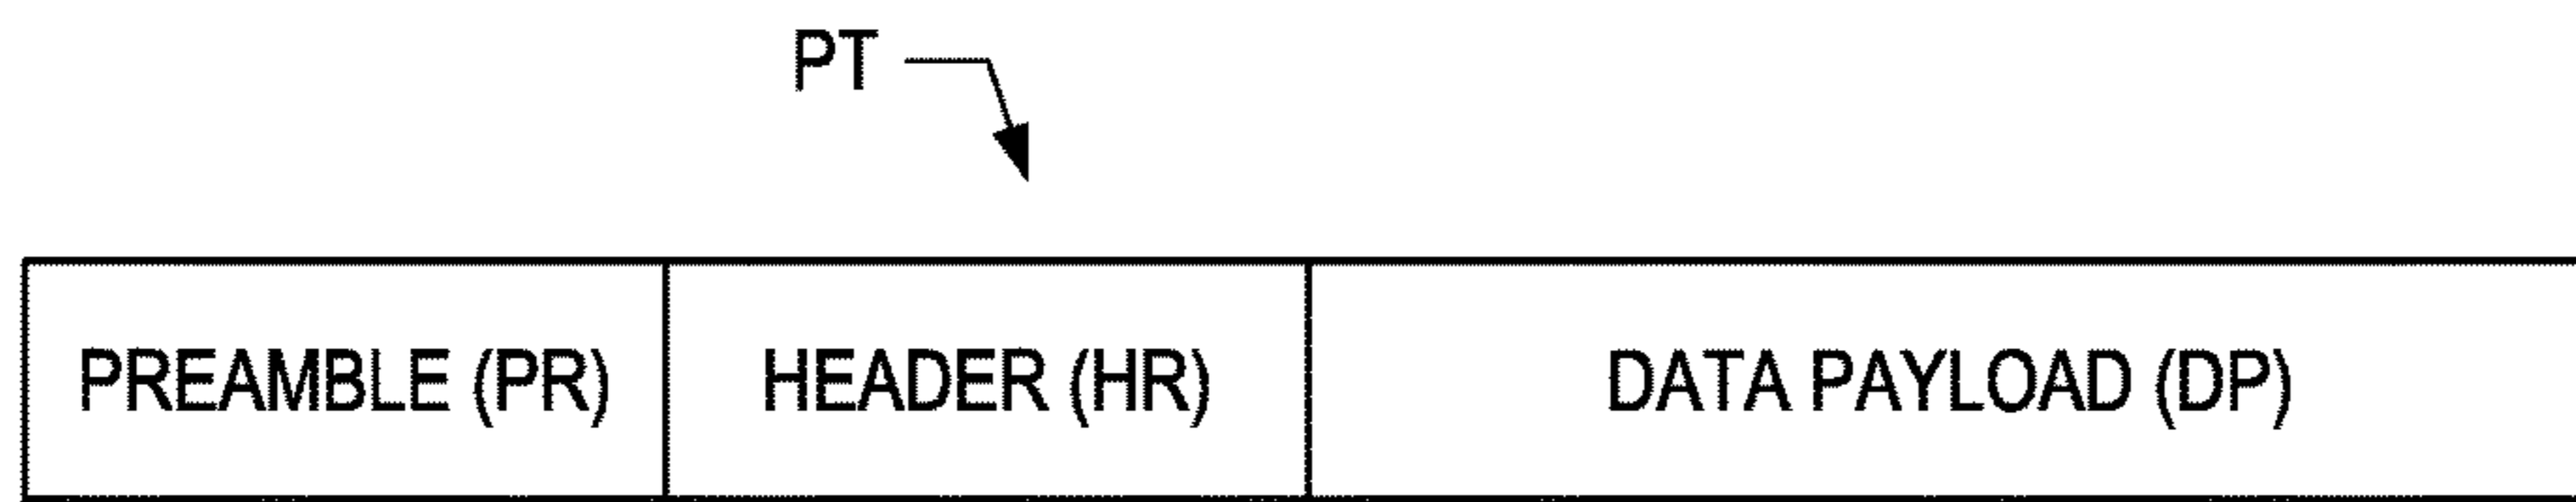 PT
PREAMBLE (PR) HEADER (HR) DATA PAYLOAD (DP)